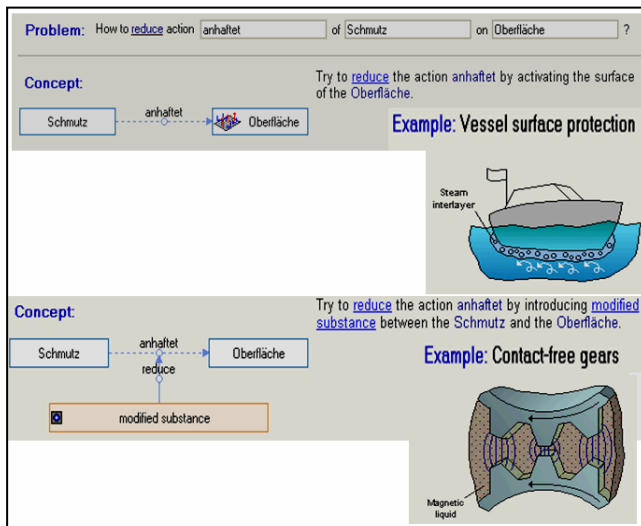 Problem: How to reduce action anhaftet of Schmutz on Oberfläche ?
Concept:
Try to reduce the action anhaftet by activating the surface
of the Oberfläche.
Schmutz
anhaftet
Oberfläche
Example: Vessel surface protection
Steam
interlayer
Concept:
Try to reduce the action anhaftet by introducing modified
substance between the Schmutz and the Oberfläche.
Schmutz
anhaftet
Oberfläche
reduce
modified substance
Example: Contact-free gears
Magnetic
liquid